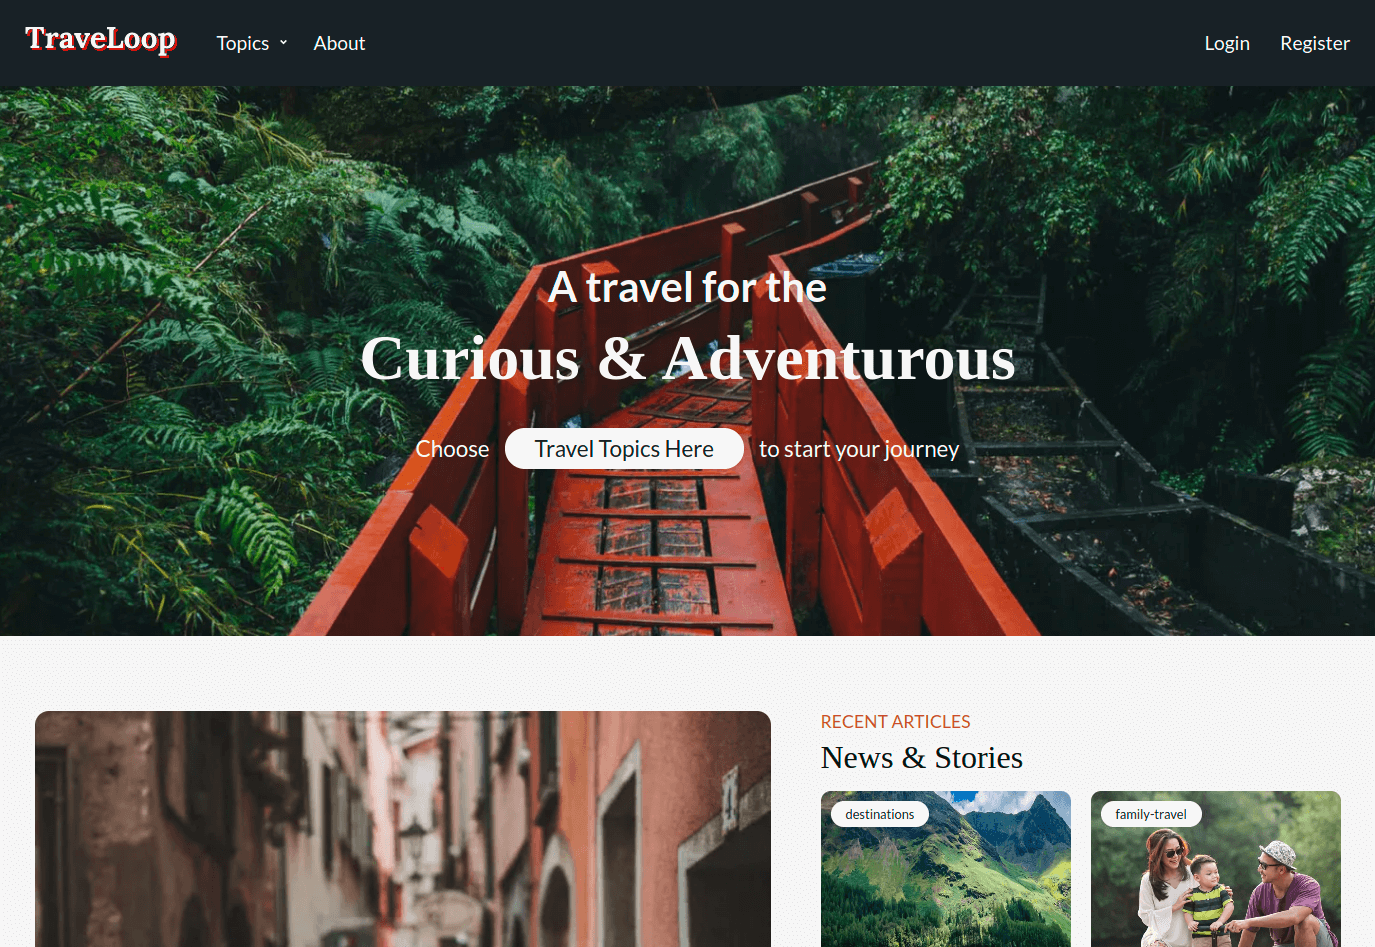 TraveLoop
Topics
About
Login
Register
A travel for the
Curious & Adventurous
Choose Travel Topics Here to start your journey
RECENT ARTICLES
News & Stories
destinations
family-travel